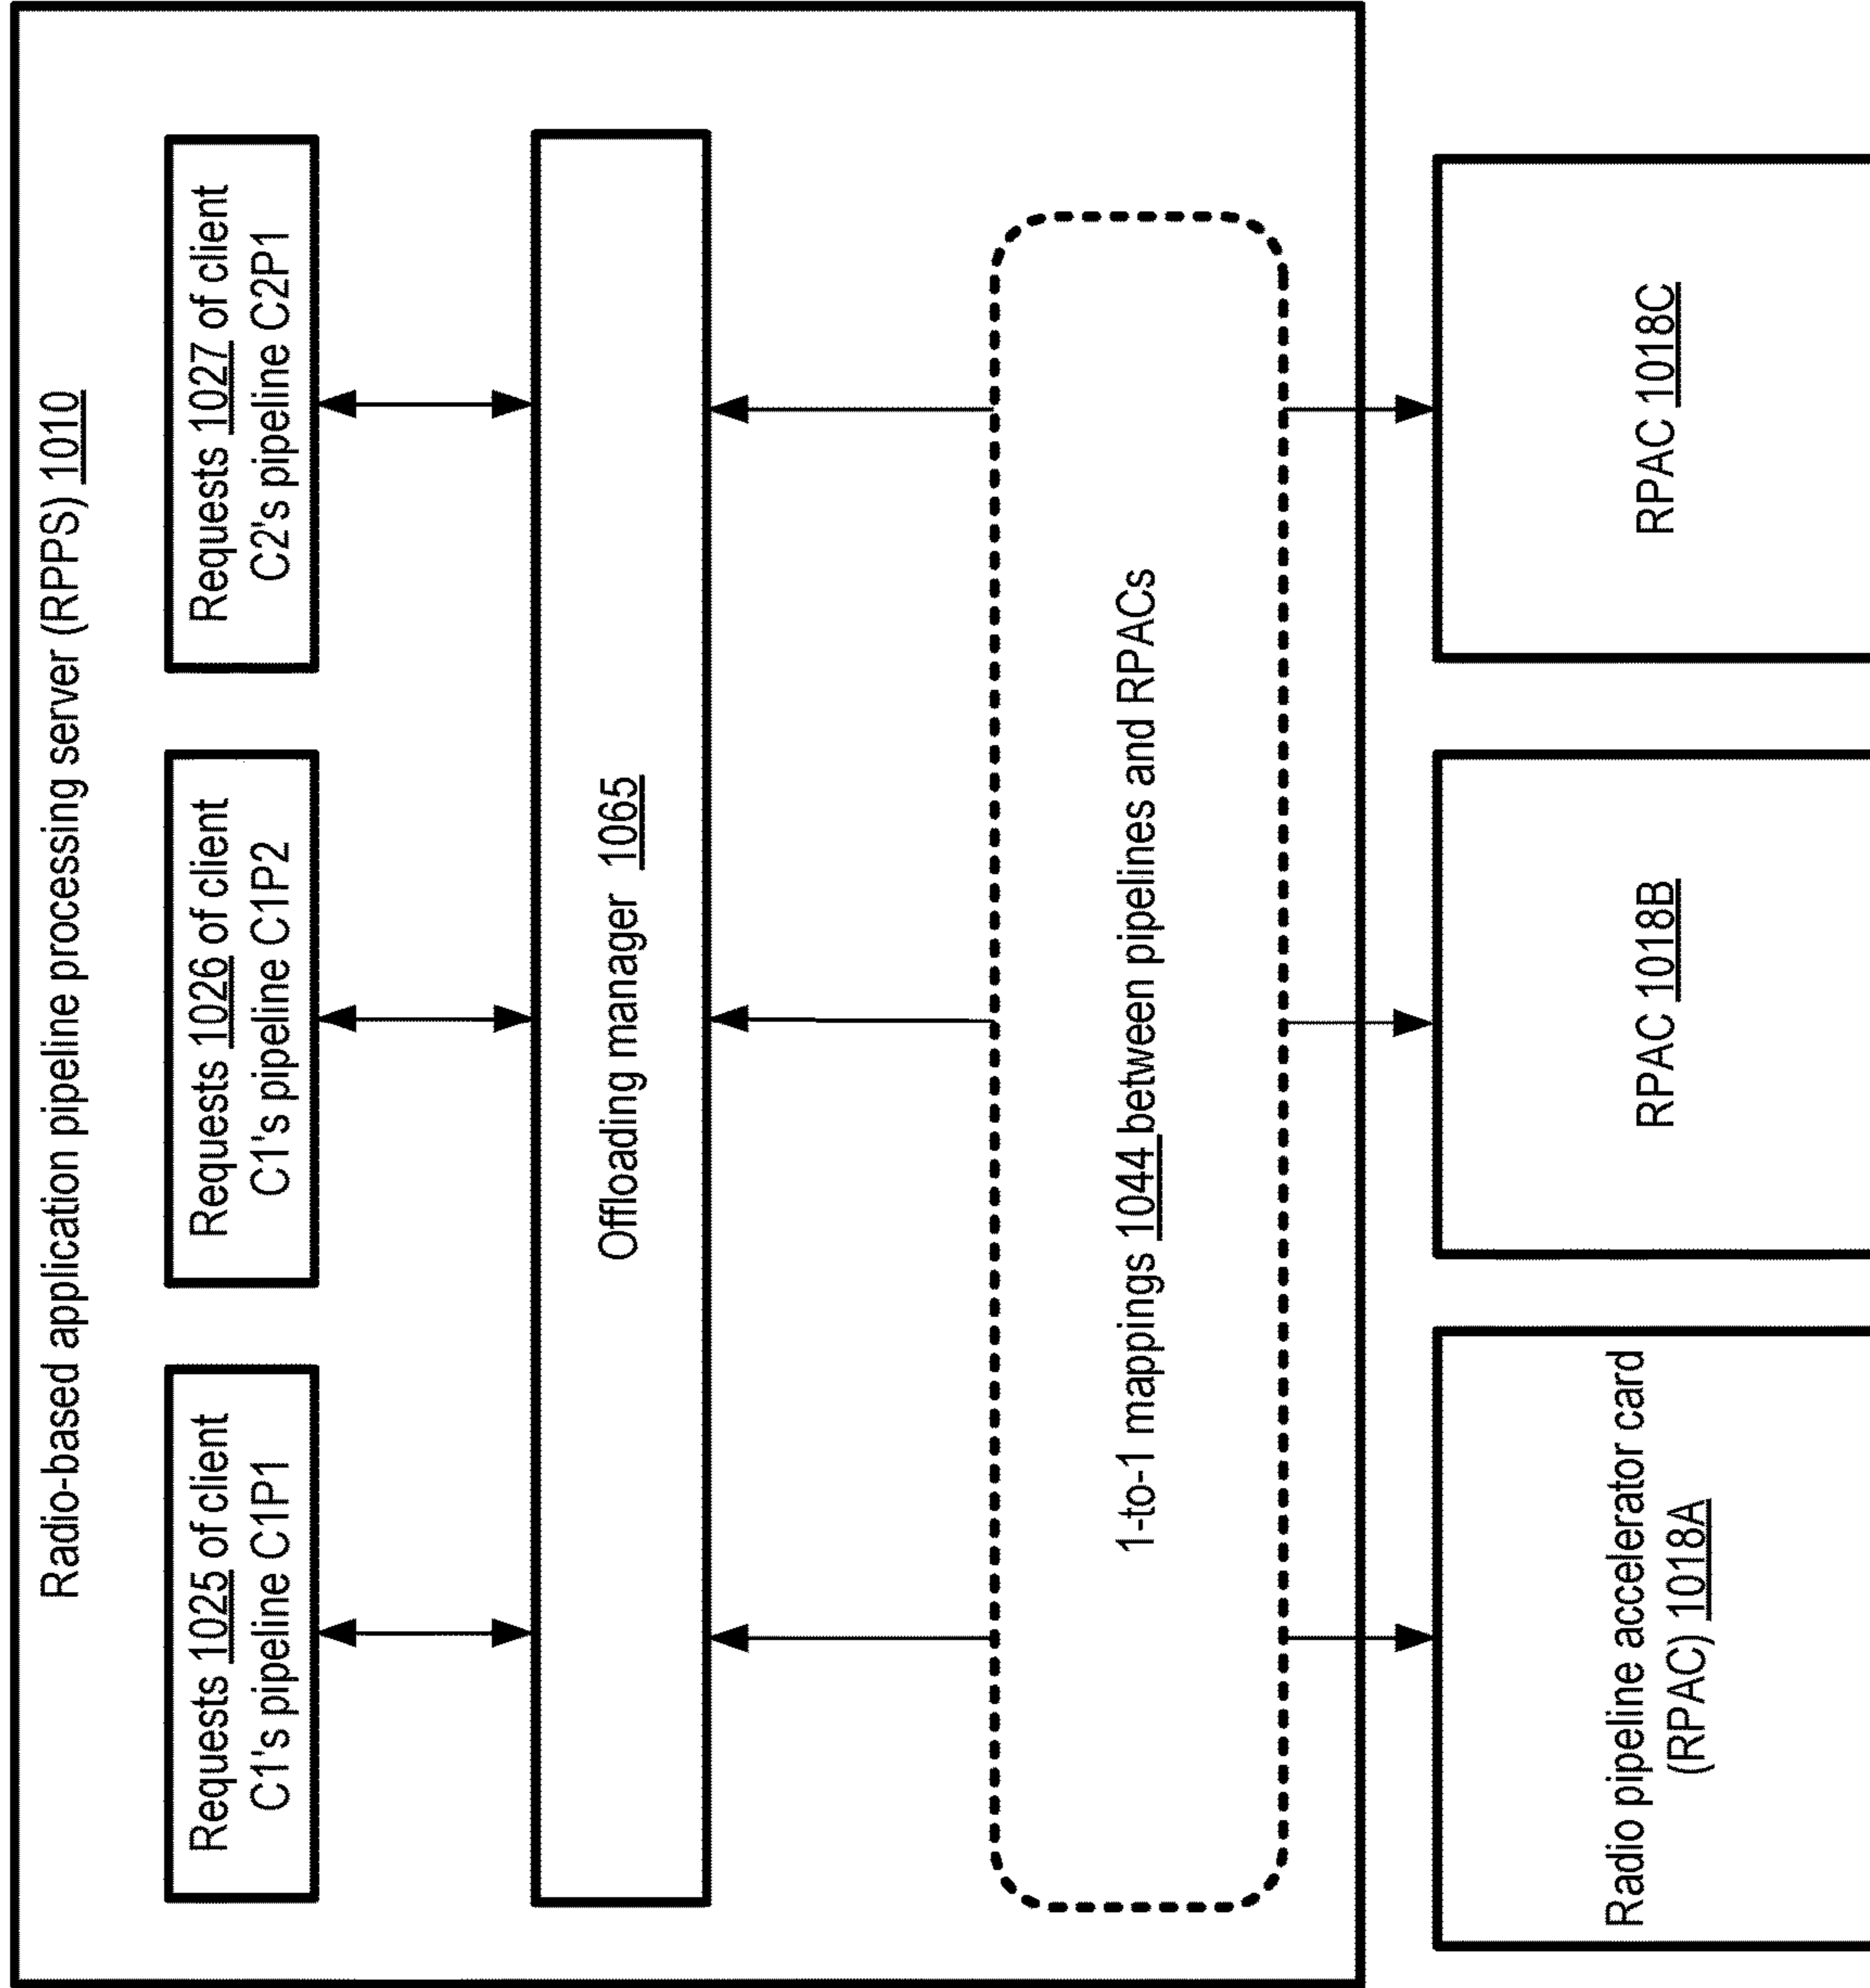 Radio-based application pipeline processing server (RPPS) 1010
Requests 1025 of client
C1's pipeline C1P1
Requests 1026 of client
C1's pipeline C1P2
Requests 1027 of client
C2's pipeline C2P1
Offloading manager 1065
1-to-1 mappings 1044 between pipelines and RPACs
Radio pipeline accelerator card
(RPAC) 1018A
RPAC 1018B
RPAC 1018C